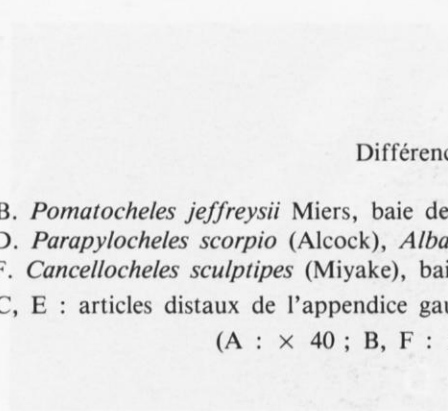 Différenc
B. Pomatocheles jeffreysii Miers, baie de
D. Parapylocheles scorpio (Alcock), Alba
F. Cancellocheles sculptipes (Miyake), bai
C, E : articles distaux de l'appendice gau
(A : × 40 ; B, F :